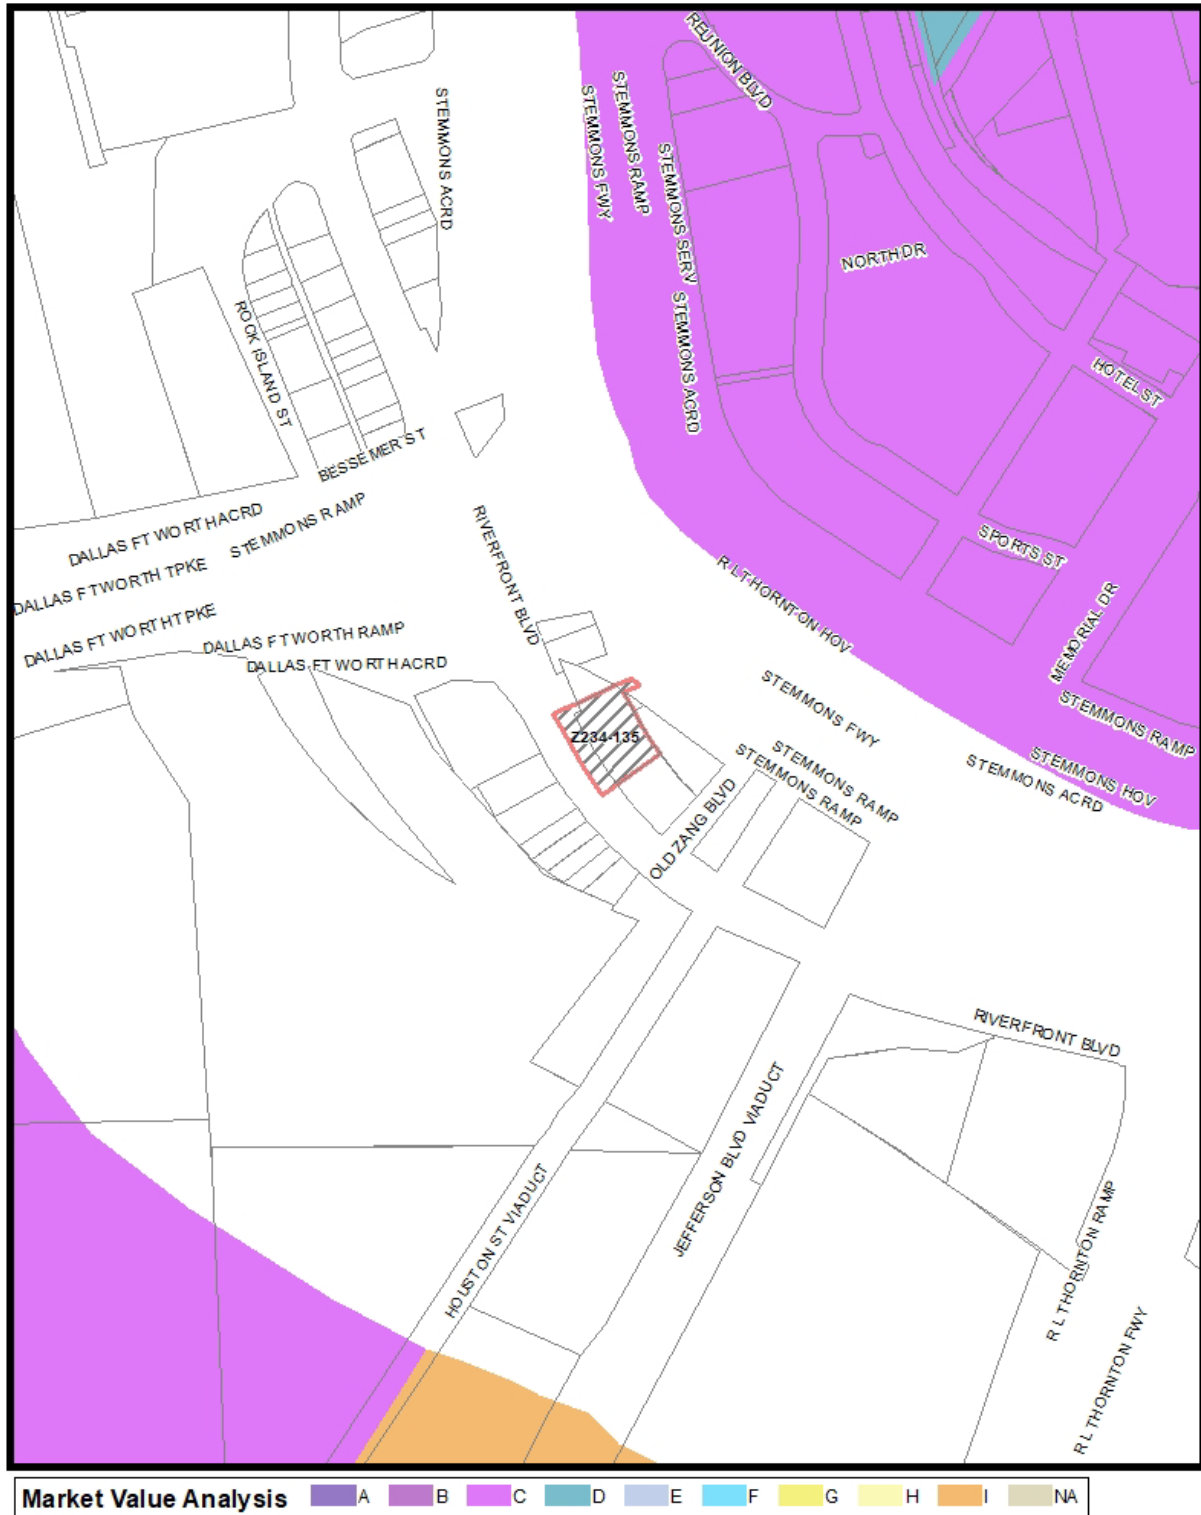 REUNION BLVD
STEMMONS ACRD
STEMMONS FWY
STEMMONS RAMP
STEMMONS SERV
NORTH DR
STEMMONS ACRD
ROCK ISLAND ST
HOTEL ST
BESSEMER ST
DALLAS FT WORTH ACRD
STEMMONS RAMP
RIVERFRONT BLVD
SPORTS ST
DALLAS FT WORTH TPKE
R L THORNTON HOV
DALLAS FT WORTH TPKE
DALLAS FT WORTH RAMP
DALLAS FT WORTH ACRD
MEMORIAL DR
STEMMONS FWY
STEMMONS RAMP
Z234-135
STEMMONS RAMP
STEMMONS RAMP
STEMMONS HOV
STEMMONS ACRD
OLD ZANG BLVD
RIVERFRONT BLVD
JEFFERSON BLVD VIADUCT
HOUSTON ST VIADUCT
R L THORNTON RAMP
R L THORNTON FWY
Market Value Analysis A B C D E F G H I NA